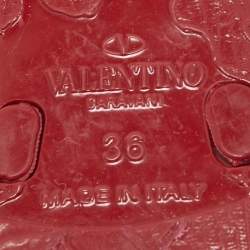 VALENTINO
GARAVANI
36
MADE IN ITALY